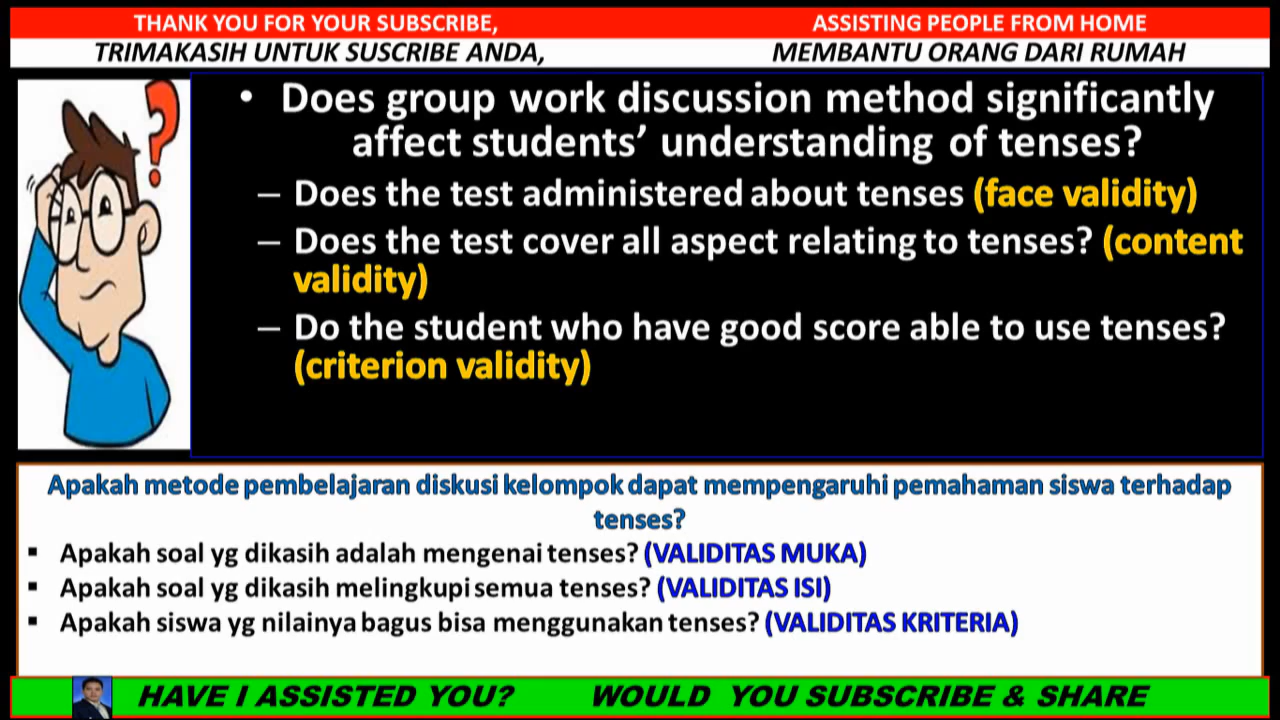 THANK YOU FOR YOUR SUBSCRIBE, ASSISTING PEOPLE FROM HOME
TRIMAKASIH UNTUK SUSCRIBE ANDA, MEMBANTU ORANG DARI RUMAH
?
• Does group work discussion method significantly
affect students’ understanding of tenses?
– Does the test administered about tenses (face validity)
– Does the test cover all aspect relating to tenses? (content
validity)
– Do the student who have good score able to use tenses?
(criterion validity)
Apakah metode pembelajaran diskusi kelompok dapat mempengaruhi pemahaman siswa terhadap
tenses?
▪ Apakah soal yg dikasih adalah mengenai tenses? (VALIDITAS MUKA)
▪ Apakah soal yg dikasih melingkupi semua tenses? (VALIDITAS ISI)
▪ Apakah siswa yg nilainya bagus bisa menggunakan tenses? (VALIDITAS KRITERIA)
HAVE I ASSISTED YOU? WOULD YOU SUBSCRIBE & SHARE